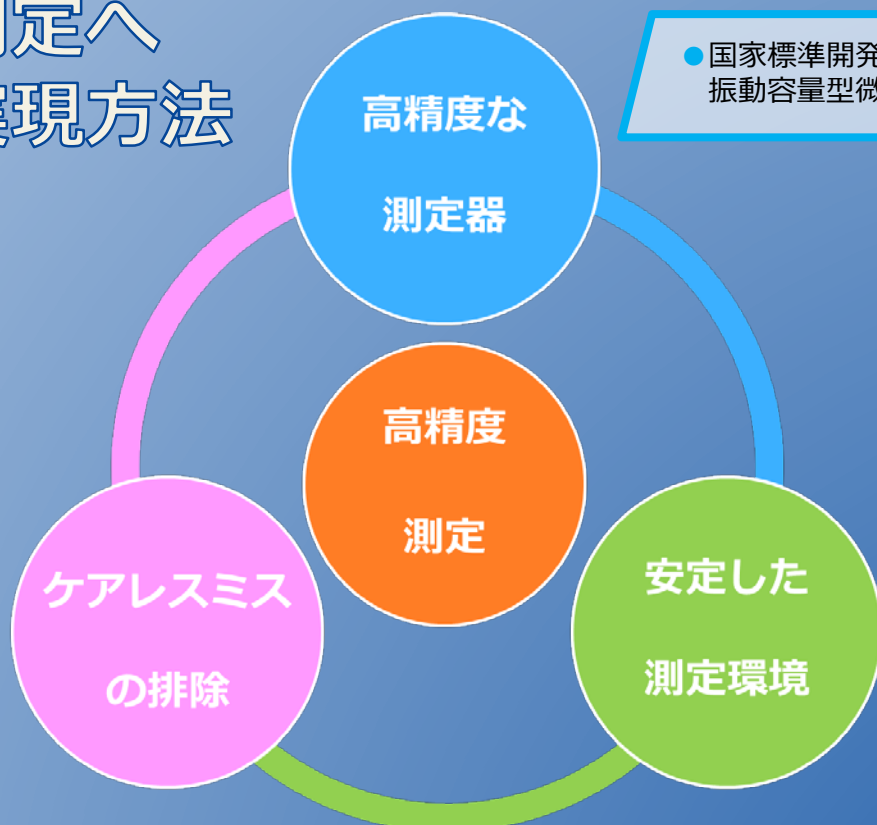 定へ
現方法
高精度な
測定器
●国家標準開発
振動容量型微
高精度
測定
ケアレスミス
の排除
安定した
測定環境